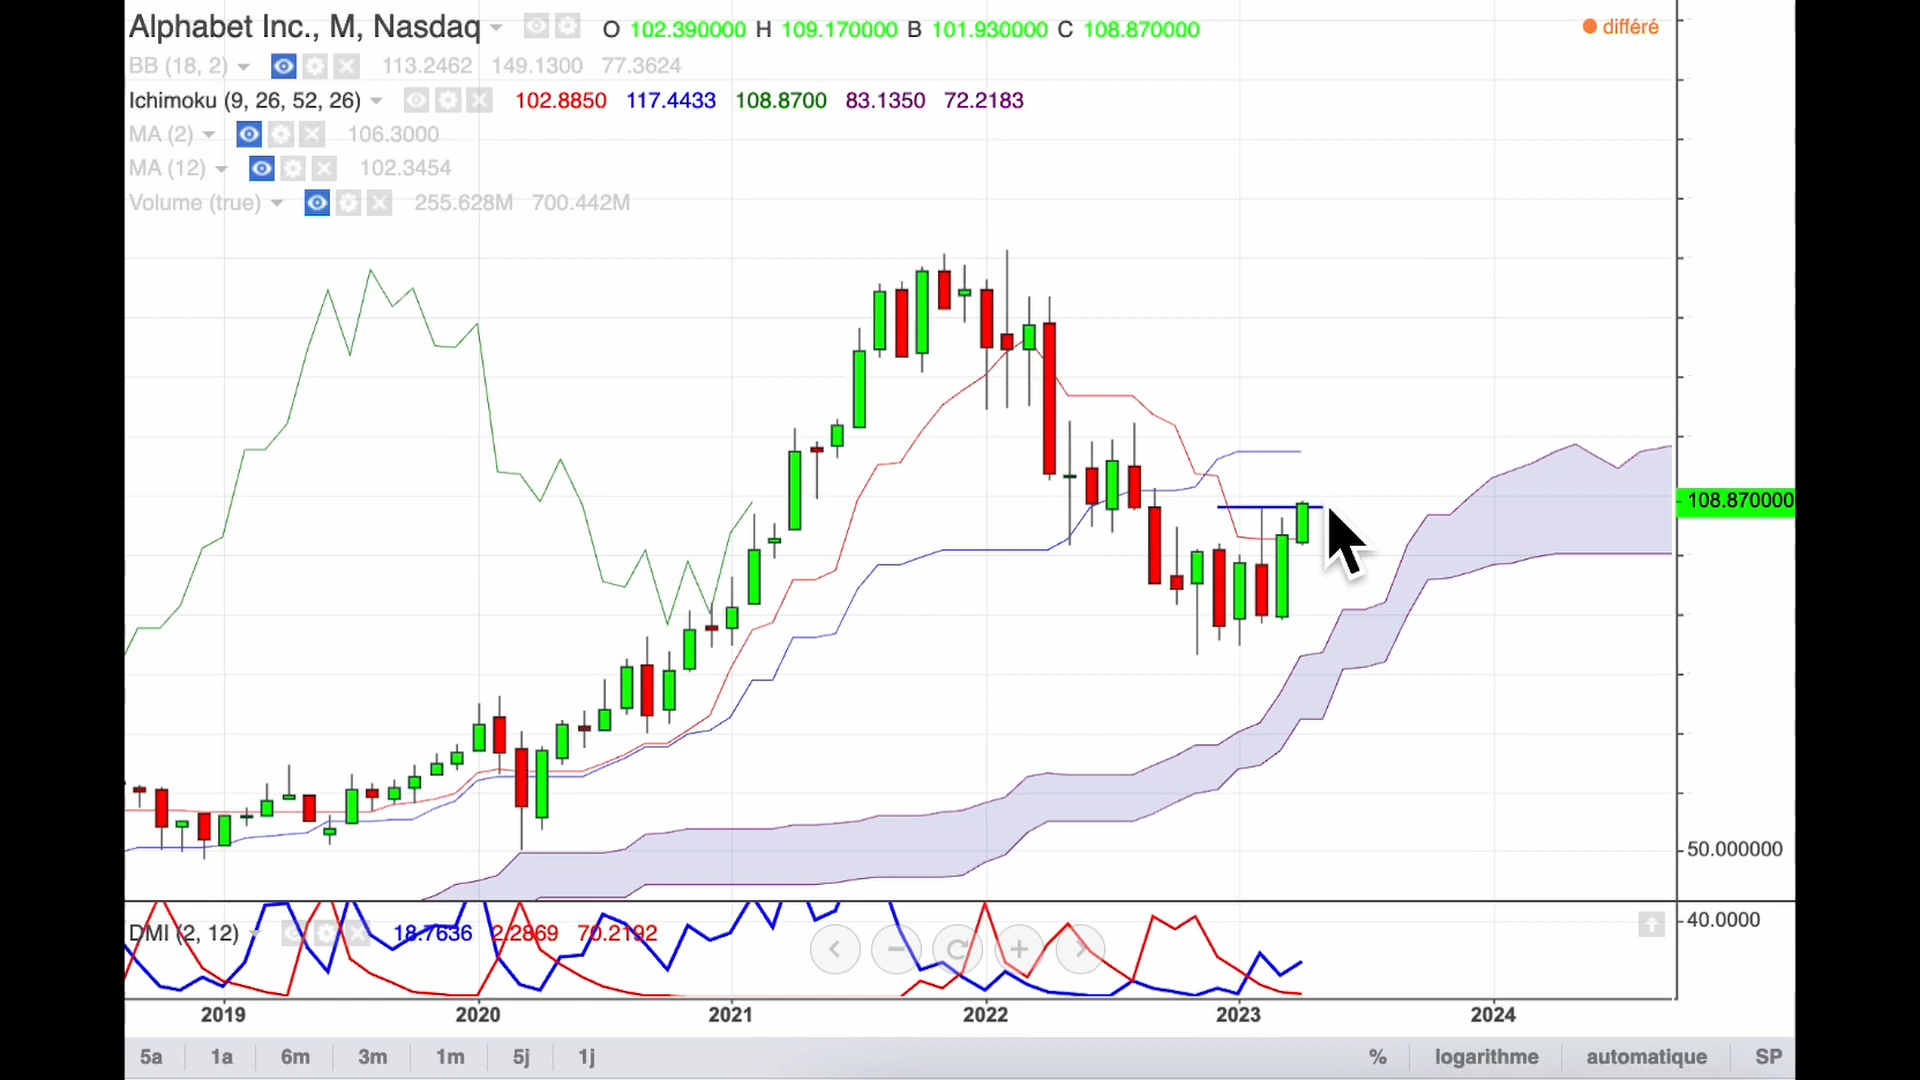 Alphabet Inc., M, Nasdaq O 102.390000 H 109.170000 B 101.930000 C 108.870000 différé
BB (18, 2) 113.2462 149.1300 77.3624
Ichimoku (9, 26, 52, 26) 102.8850 117.4433 108.8700 83.1350 72.2183
MA (2) 106.3000
MA (12) 102.3454
Volume (true) 255.628M 700.442M
108.870000
50.000000
40.0000
DMI (2, 12) 18.7636 2.2869 70.2192
2019 2020 2021 2022 2023 2024
5a 1a 6m 3m 1m 5j 1j % logarithme automatique SP